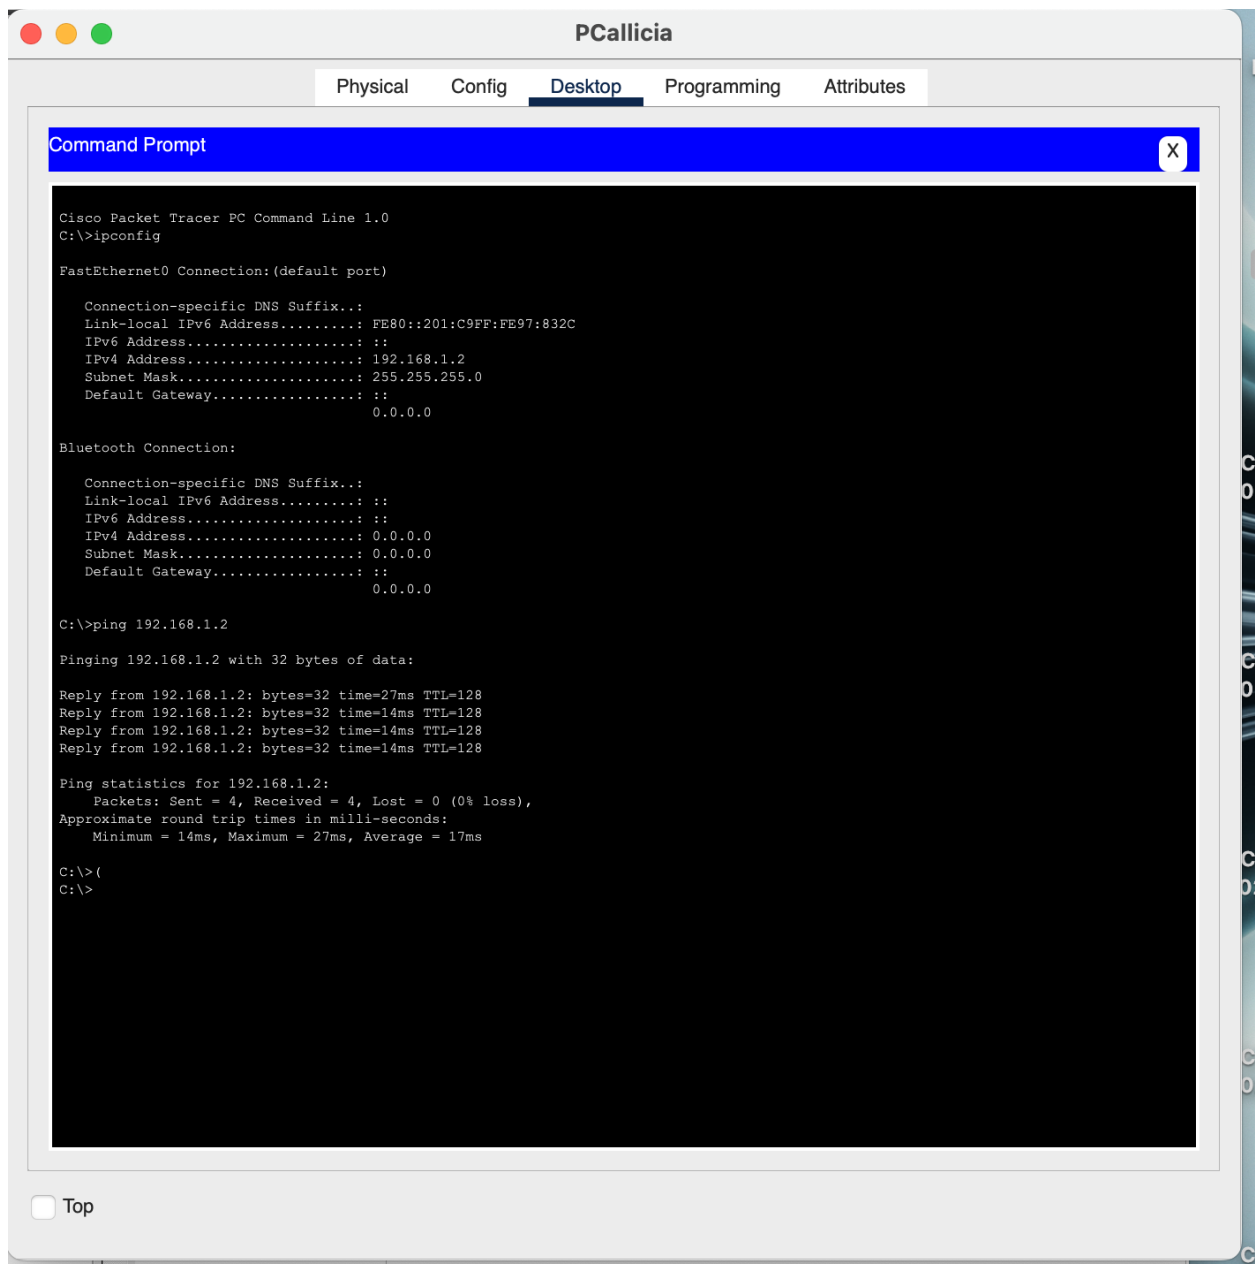 PCallicia
Physical Config Desktop Programming Attributes
Command Prompt
X
Cisco Packet Tracer PC Command Line 1.0
C:\>ipconfig
FastEthernet0 Connection:(default port)
Connection-specific DNS Suffix..:
Link-local IPv6 Address.........: FE80::201:C9FF:FE97:832C
IPv6 Address....................: ::
IPv4 Address....................: 192.168.1.2
Subnet Mask.....................: 255.255.255.0
Default Gateway.................: ::
0.0.0.0
Bluetooth Connection:
Connection-specific DNS Suffix..:
Link-local IPv6 Address.........: ::
IPv6 Address....................: ::
IPv4 Address....................: 0.0.0.0
Subnet Mask.....................: 0.0.0.0
Default Gateway.................: ::
0.0.0.0
C:\>ping 192.168.1.2
Pinging 192.168.1.2 with 32 bytes of data:
Reply from 192.168.1.2: bytes=32 time=27ms TTL=128
Reply from 192.168.1.2: bytes=32 time=14ms TTL=128
Reply from 192.168.1.2: bytes=32 time=14ms TTL=128
Reply from 192.168.1.2: bytes=32 time=14ms TTL=128
Ping statistics for 192.168.1.2:
Packets: Sent = 4, Received = 4, Lost = 0 (0% loss),
Approximate round trip times in milli-seconds:
Minimum = 14ms, Maximum = 27ms, Average = 17ms
C:\>(
C:\>
Top